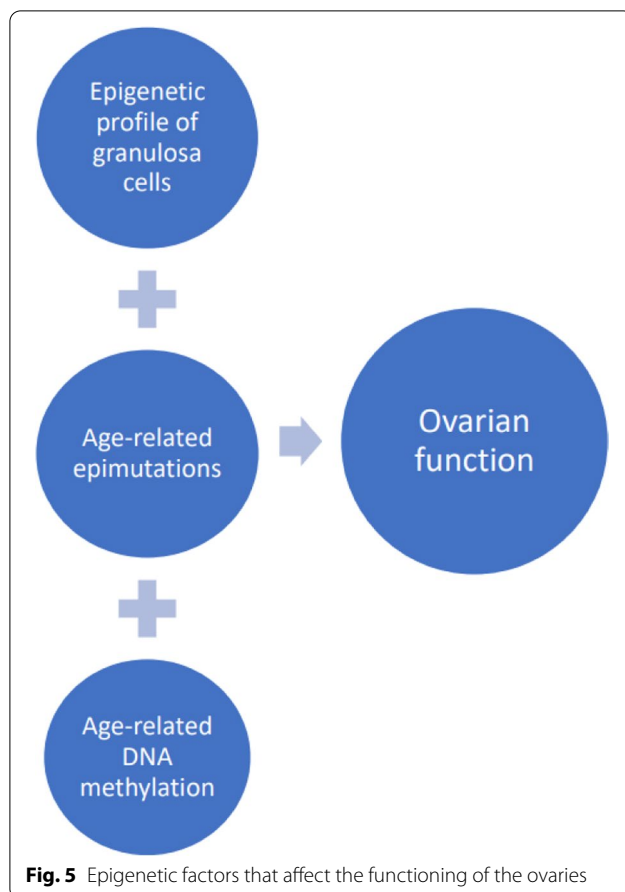 Epigenetic
profile of
granulosa
cells
Age-related
epimutations
Ovarian
function
Age-related
DNA
methylation
Fig. 5 Epigenetic factors that affect the functioning of the ovaries